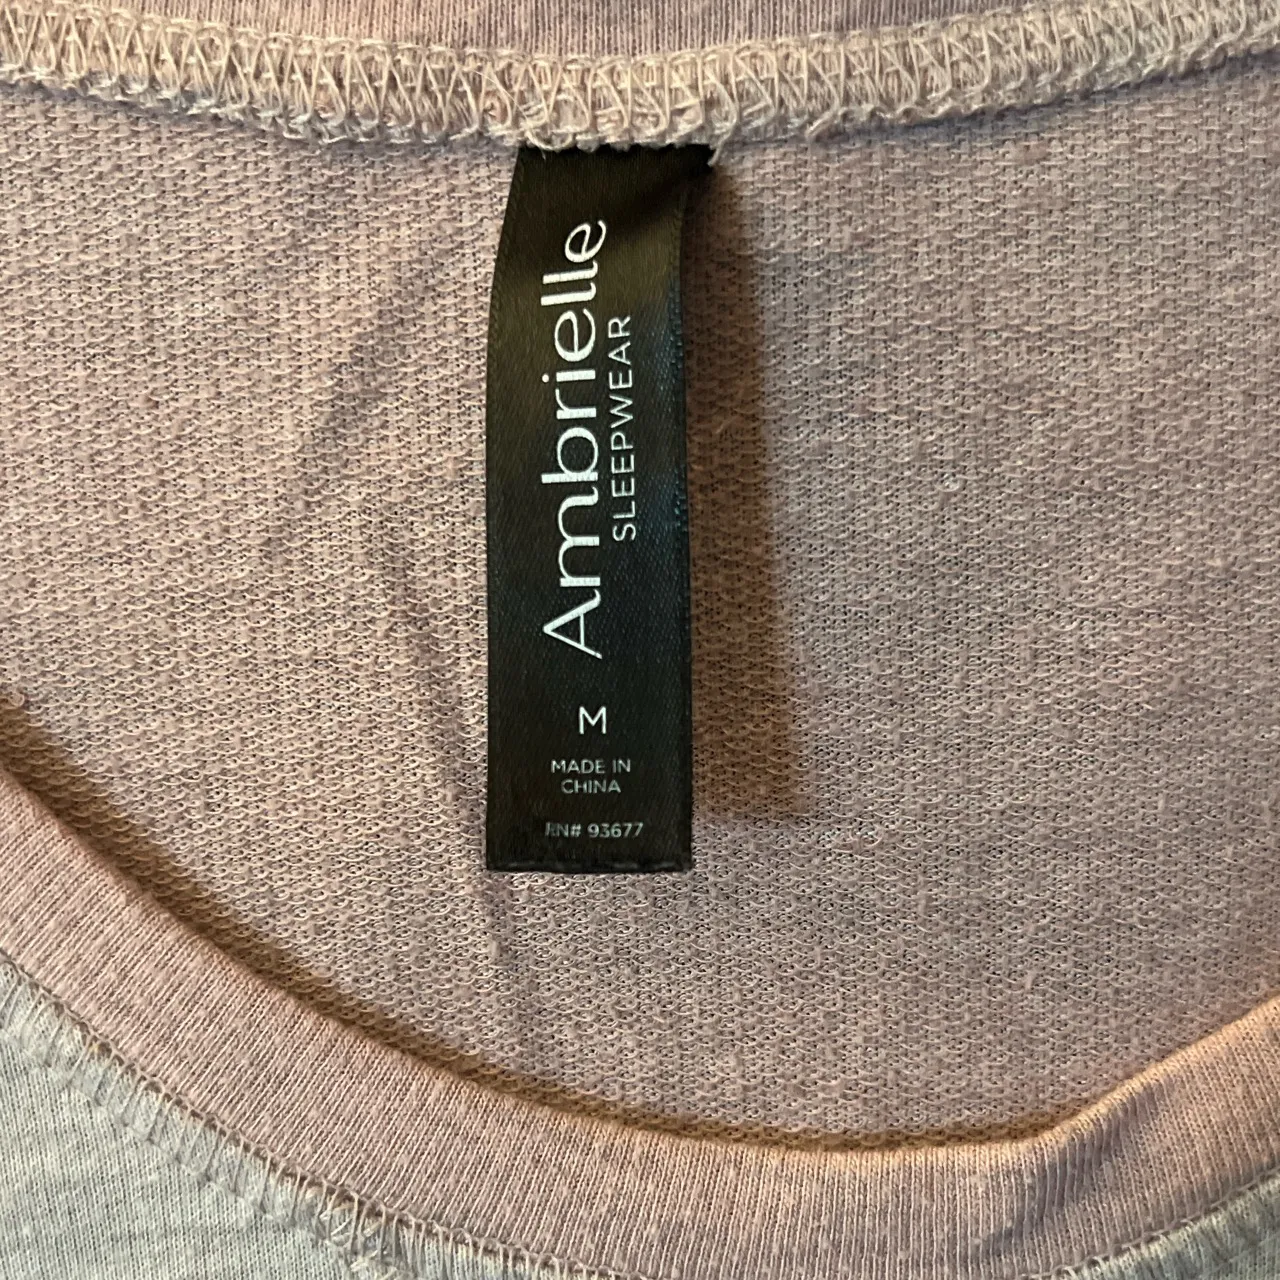 Ambrielle
SLEEPWEAR
M
MADE IN
CHINA
RN# 93677